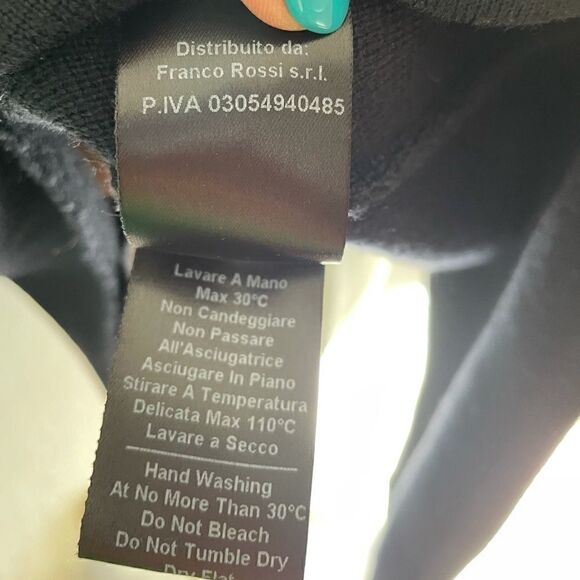 Distribuito da:
Franco Rossi s.r.l.
P.IVA 03054940485
Lavare A Mano
Max 30°C
Non Candeggiare
Non Passare
All'Asciugatrice
Asciugare In Piano
Stirare A Temperatura
Delicata Max 110°C
Lavare a Secco
Hand Washing
At No More Than 30°C
Do Not Bleach
Do Not Tumble Dry
Dry Flat